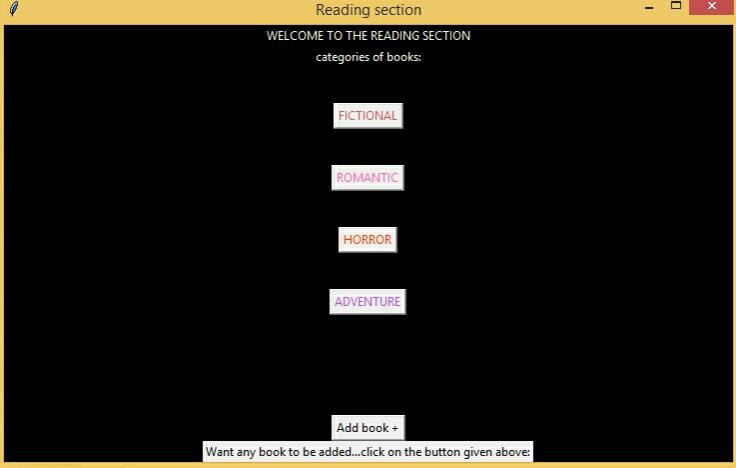 Reading section
WELCOME TO THE READING SECTION
categories of books:
FICTIONAL
ROMANTIC
HORROR
ADVENTURE
Add book +
Want any book to be added...click on the button given above: